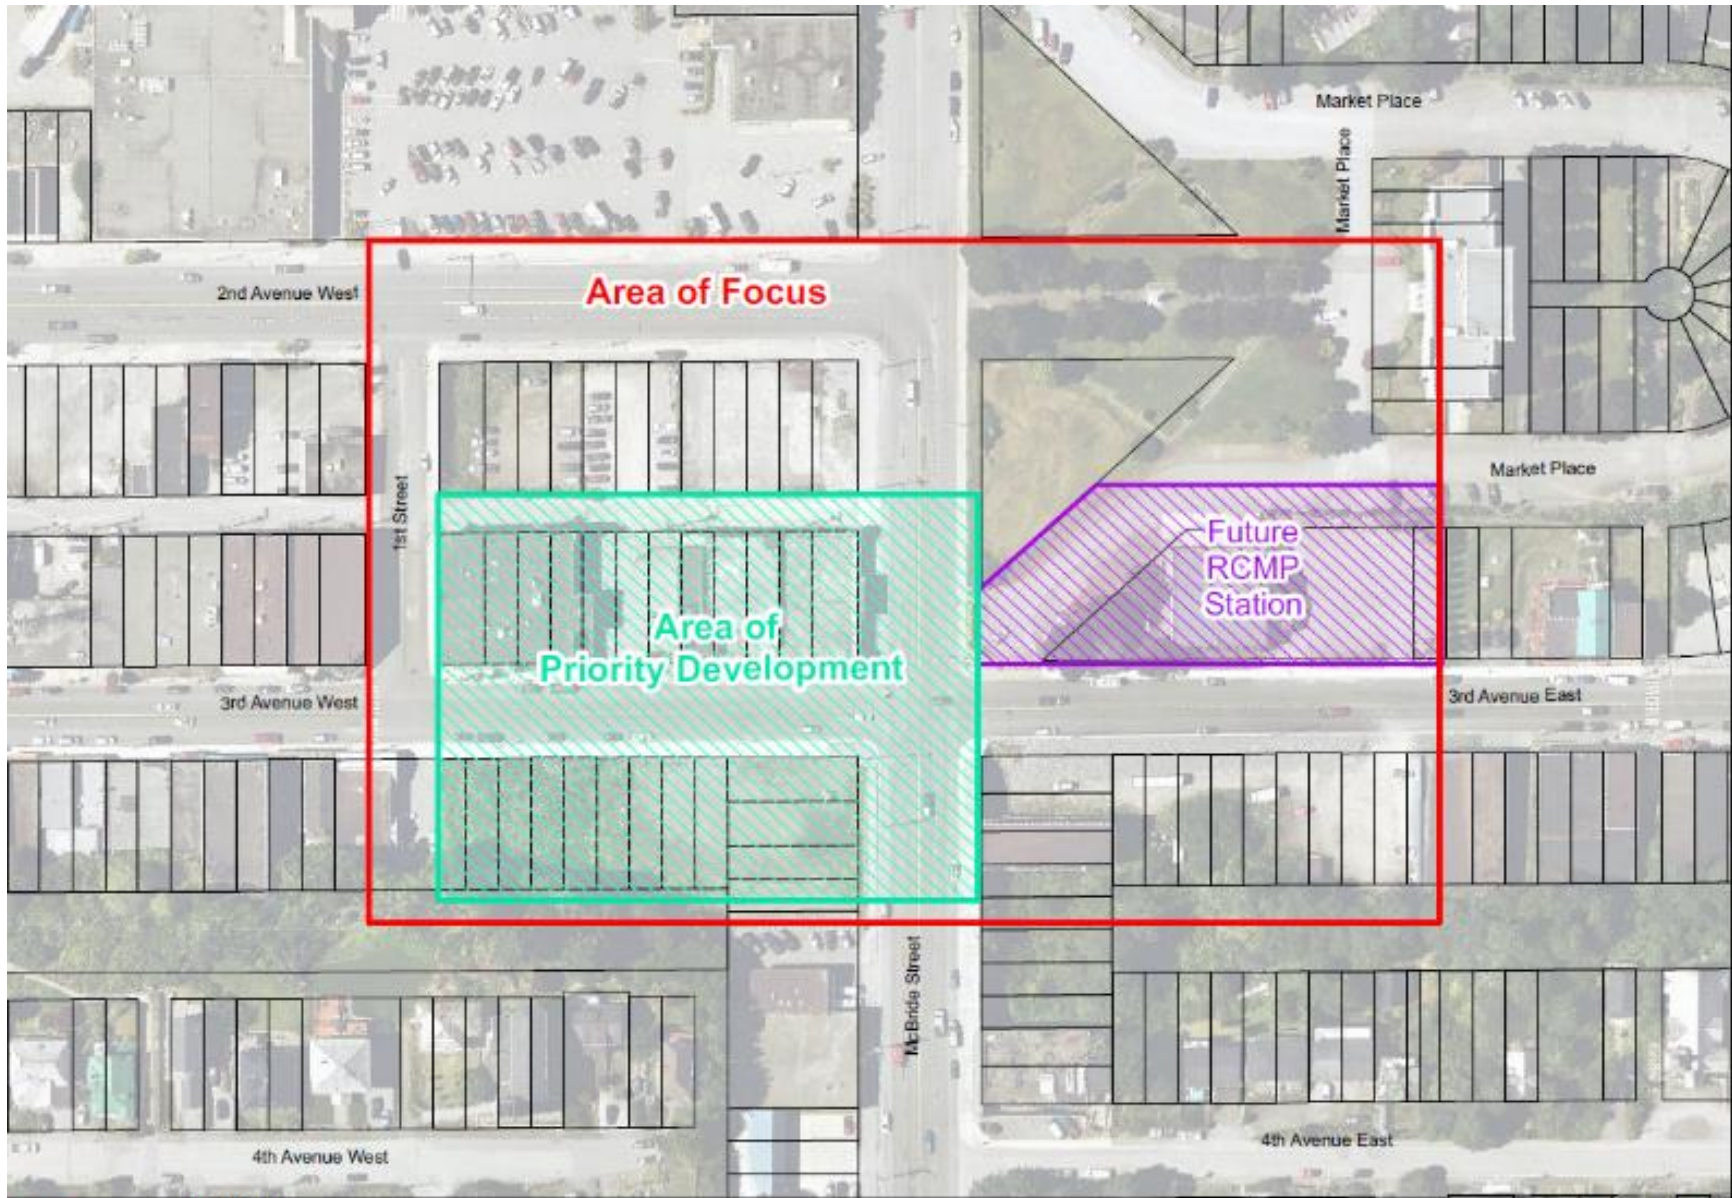 Market Place
Market Place
2nd Avenue West
Area of Focus
Market Place
1st Street
Future
RCMP
Station
Area of
Priority Development
3rd Avenue West
3rd Avenue East
McBride Street
4th Avenue West
4th Avenue East